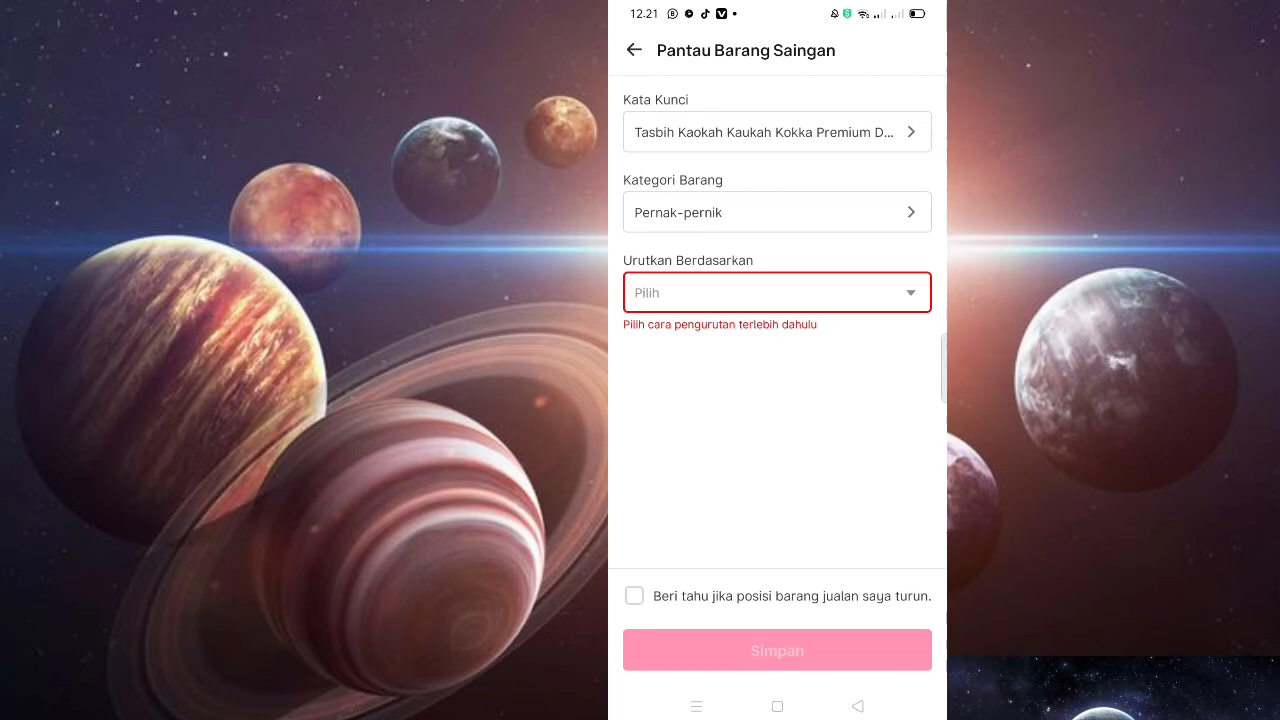 12.21
Pantau Barang Saingan
Kata Kunci
Tasbih Kaokah Kaukah Kokka Premium D...
Kategori Barang
Pernak-pernik
Urutkan Berdasarkan
Pilih
Pilih cara pengurutan terlebih dahulu
Beri tahu jika posisi barang jualan saya turun.
Simpan